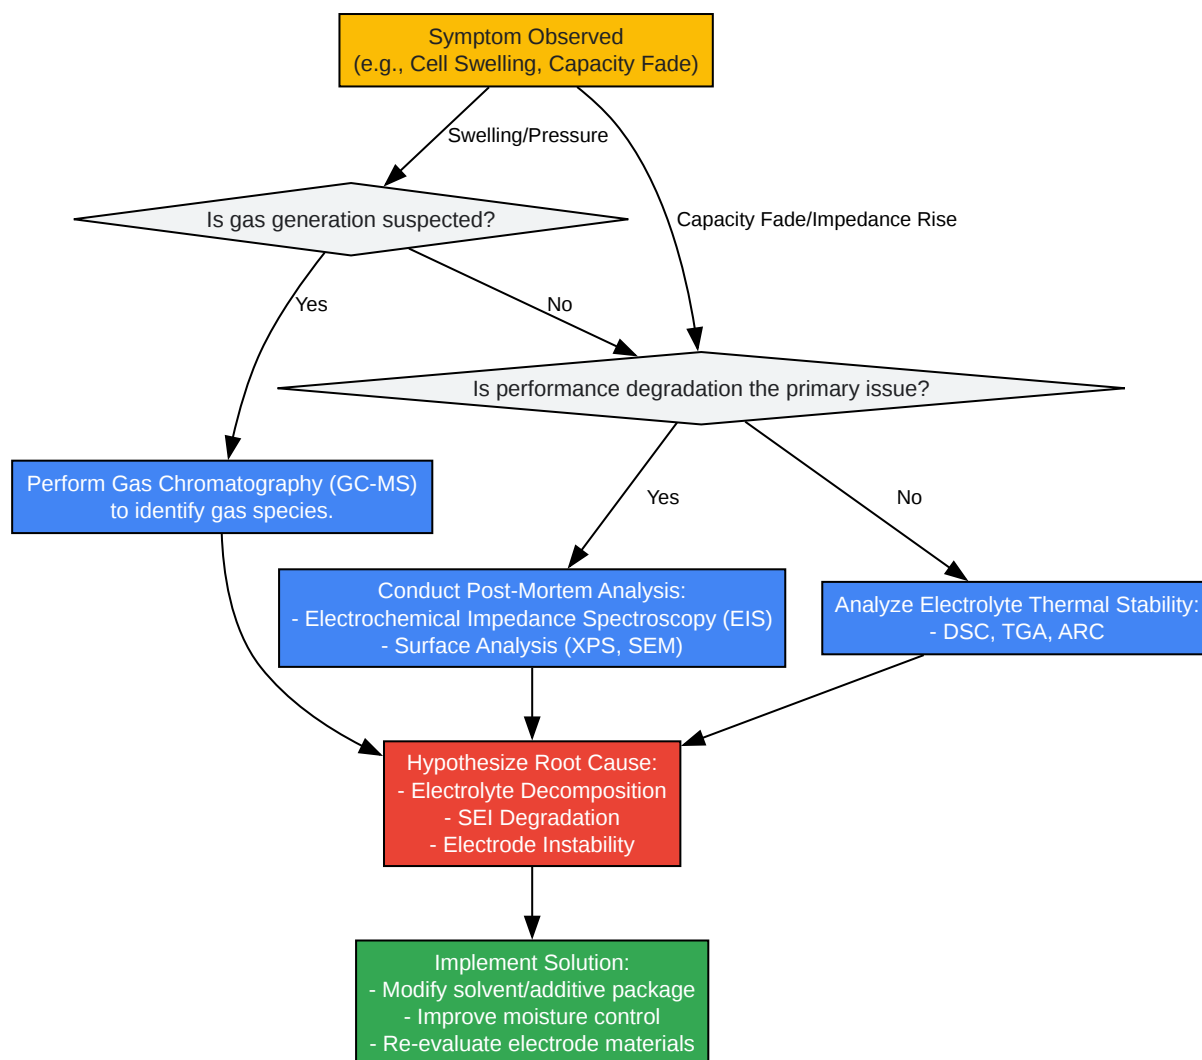 Symptom Observed
(e.g., Cell Swelling, Capacity Fade)
Swelling/Pressure
Is gas generation suspected?
Capacity Fade/Impedance Rise
Yes
No
Is performance degradation the primary issue?
Perform Gas Chromatography (GC-MS)
to identify gas species.
Yes
No
Conduct Post-Mortem Analysis:
- Electrochemical Impedance Spectroscopy (EIS)
- Surface Analysis (XPS, SEM)
Analyze Electrolyte Thermal Stability:
- DSC, TGA, ARC
Hypothesize Root Cause:
- Electrolyte Decomposition
- SEI Degradation
- Electrode Instability
Implement Solution:
- Modify solvent/additive package
- Improve moisture control
- Re-evaluate electrode materials